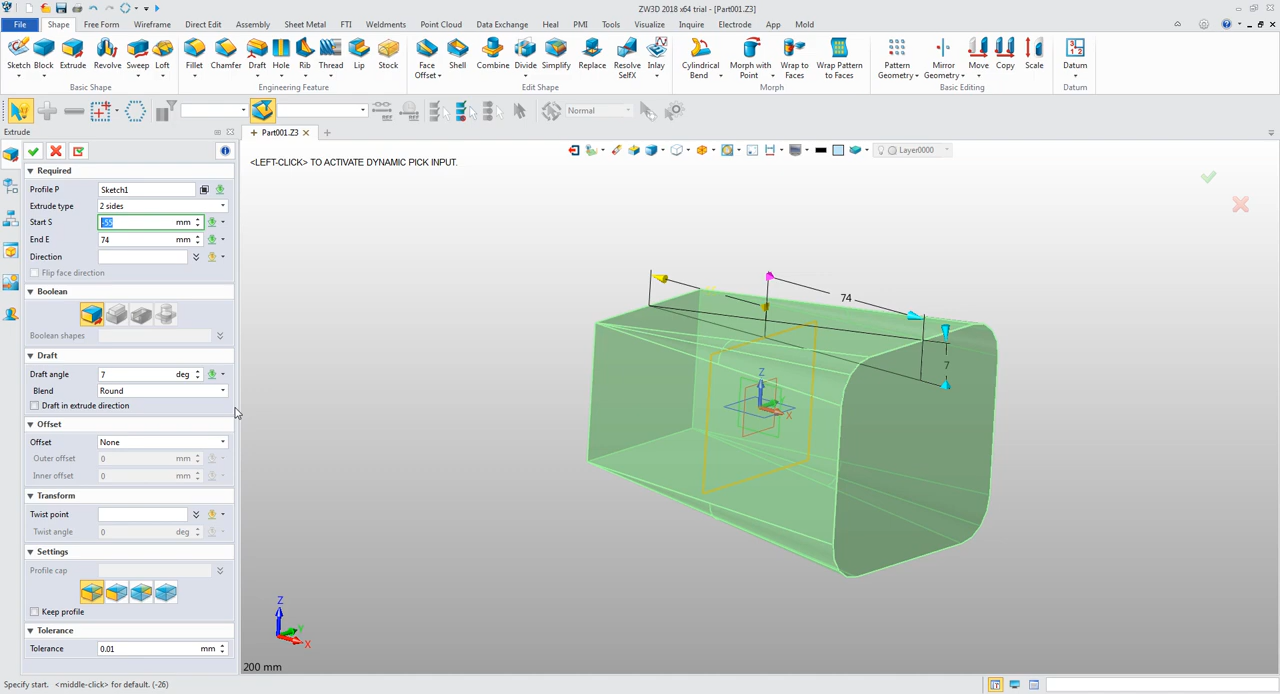 ZW3D 2018 x64 trial - [Part001.Z3]
File Shape Free Form Wireframe Direct Edit Assembly Sheet Metal FTI Weldments Point Cloud Data Exchange Heal PMI Tools Visualize Inquire Electrode App Mold
Sketch Block Extrude Revolve Sweep Loft Fillet Chamfer Draft Hole Rib Thread Lip Stock Face Offset Shell Combine Divide Simplify Replace Resolve SelfX Inlay Cylindrical Bend Morph with Point Wrap to Faces Wrap Pattern to Faces Pattern Geometry Mirror Geometry Move Copy Scale Datum
Basic Shape Engineering Feature Edit Shape Morph Basic Editing Datum
Normal
Extrude
Part001.Z3
Layer0000
<LEFT-CLICK> TO ACTIVATE DYNAMIC PICK INPUT.
Required
Profile P Sketch1
Extrude type 2 sides
Start S -55 mm
End E 74 mm
Direction
Flip face direction
Boolean
Boolean shapes
Draft
Draft angle 7 deg
Blend Round
Draft in extrude direction
Offset
Offset None
Outer offset 0 mm
Inner offset 0 mm
Transform
Twist point
Twist angle 0 deg
Settings
Profile cap
Keep profile
Tolerance
Tolerance 0.01 mm
74
7
Z
Y
X
Z
Y
X
200 mm
Specify start. <middle-click> for default. (-26)